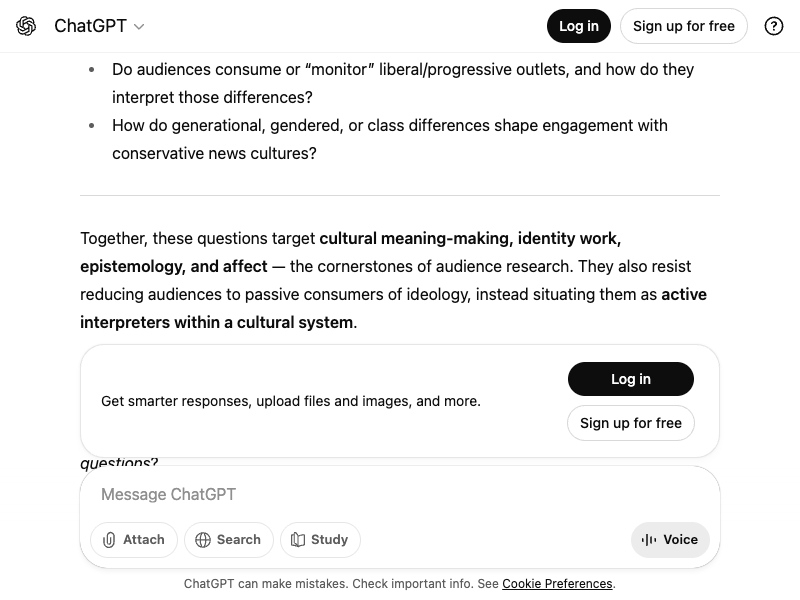 ChatGPT
Log in
Sign up for free
Do audiences consume or “monitor” liberal/progressive outlets, and how do they
interpret those differences?
How do generational, gendered, or class differences shape engagement with
conservative news cultures?
Together, these questions target cultural meaning-making, identity work,
epistemology, and affect — the cornerstones of audience research. They also resist
reducing audiences to passive consumers of ideology, instead situating them as active
interpreters within a cultural system.
Get smarter responses, upload files and images, and more.
Log in
Sign up for free
questions?
Message ChatGPT
Attach
Search
Study
Voice
ChatGPT can make mistakes. Check important info. See Cookie Preferences.